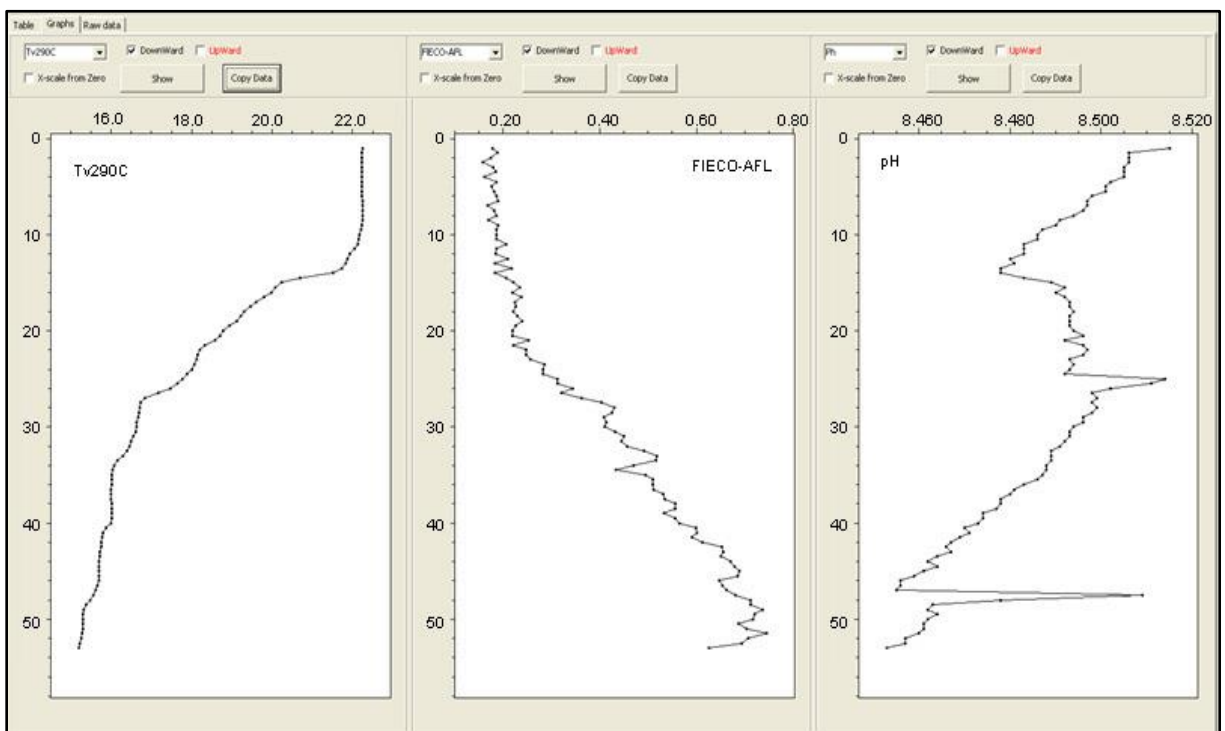 Table Graphs Raw data
Tv290C DownWard UpWard
X-scale from Zero Show Copy Data
FIECO-AFL DownWard UpWard
X-scale from Zero Show Copy Data
Ph DownWard UpWard
X-scale from Zero Show Copy Data
16.0 18.0 20.0 22.0
0
10
20
30
40
50
Tv290C
0.20 0.40 0.60 0.80
0
10
20
30
40
50
FIECO-AFL
8.460 8.480 8.500 8.520
0
10
20
30
40
50
pH